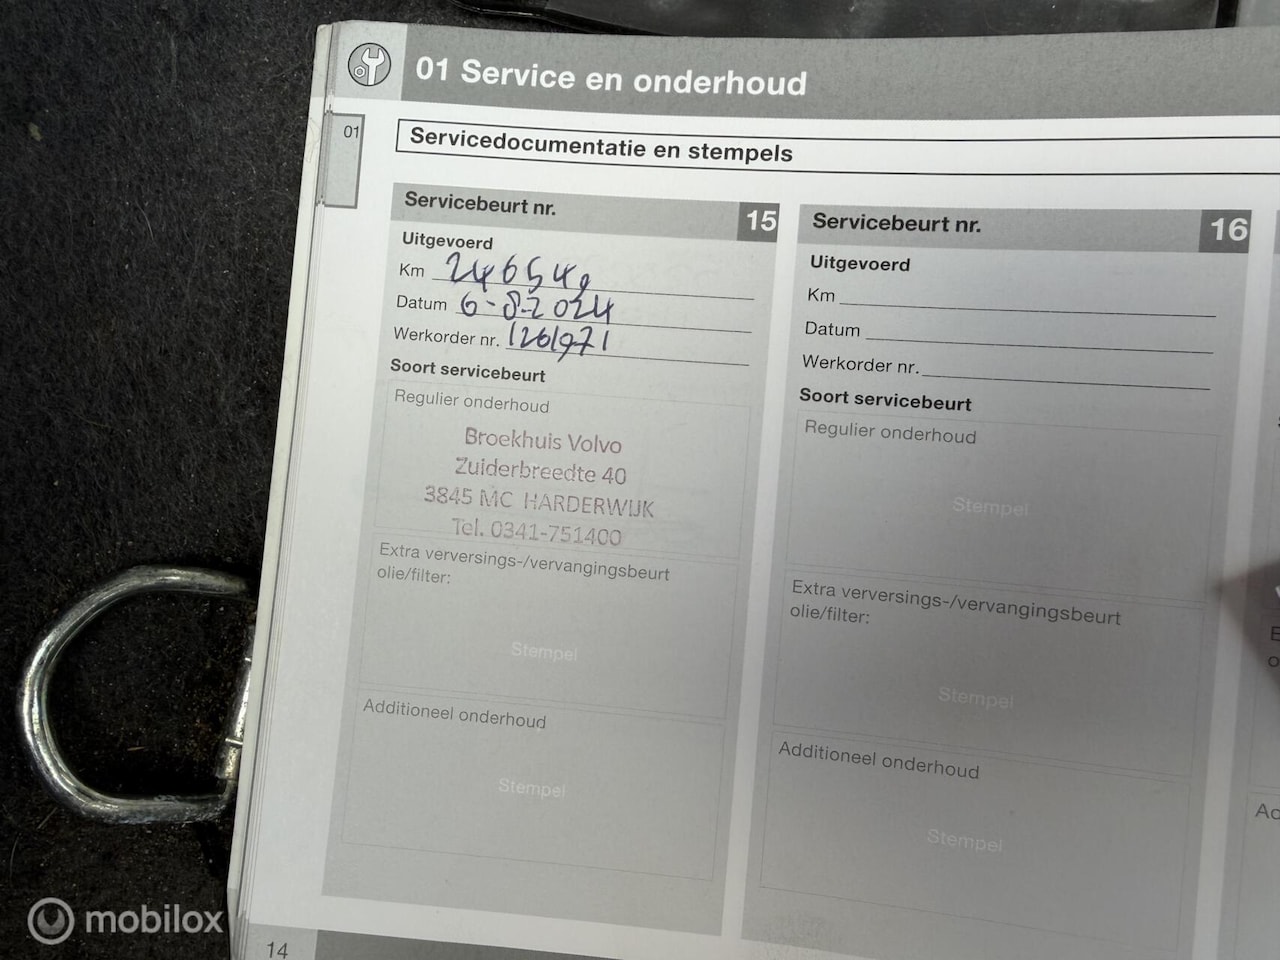 01 Service en onderhoud
01
Servicedocumentatie en stempels
Servicebeurt nr. 15
Uitgevoerd
Km 246549
Datum 6-8-2024
Werkorder nr. 1261971
Soort servicebeurt
Regulier onderhoud
Broekhuis Volvo
Zuiderbreedte 40
3845 MC HARDERWIJK
Tel. 0341-751400
Extra verversings-/vervangingsbeurt
olie/filter:
Stempel
Additioneel onderhoud
Stempel
Servicebeurt nr. 16
Uitgevoerd
Km
Datum
Werkorder nr.
Soort servicebeurt
Regulier onderhoud
Stempel
Extra verversings-/vervangingsbeurt
olie/filter:
Stempel
Additioneel onderhoud
Stempel
14
mobilox